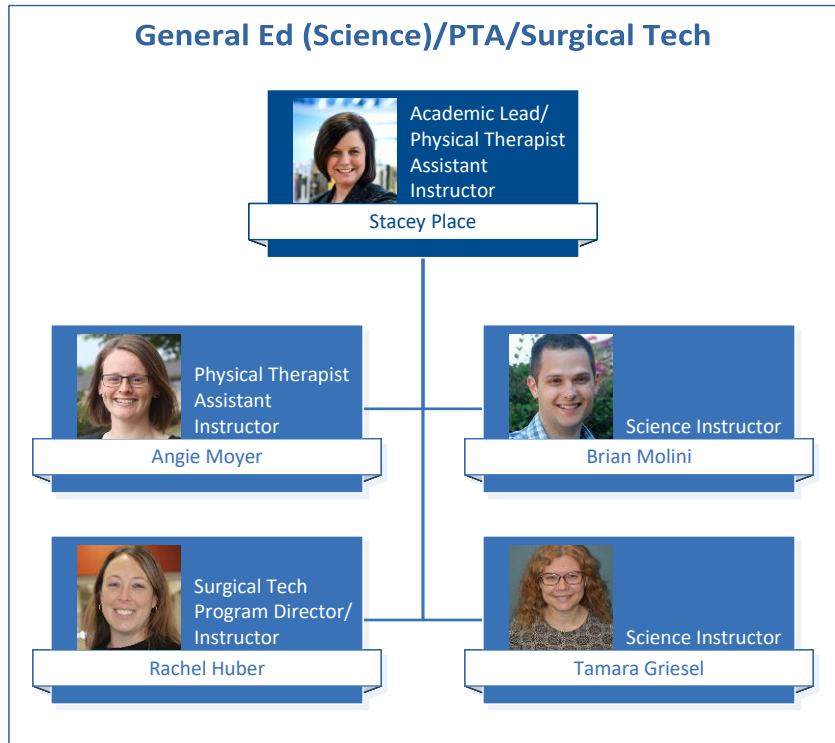 General Ed (Science)/PTA/Surgical Tech
Academic Lead/
Physical Therapist
Assistant
Instructor
Stacey Place
Physical Therapist
Assistant
Instructor
Angie Moyer
Science Instructor
Brian Molini
Surgical Tech
Program Director/
Instructor
Rachel Huber
Science Instructor
Tamara Griesel